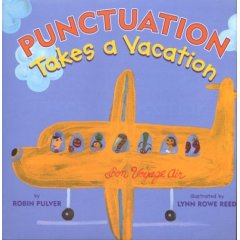 PUNCTUATION
Takes a Vacation
Bon Voyage Air
by
ROBIN PULVER
illustrated by
LYNN ROWE REED